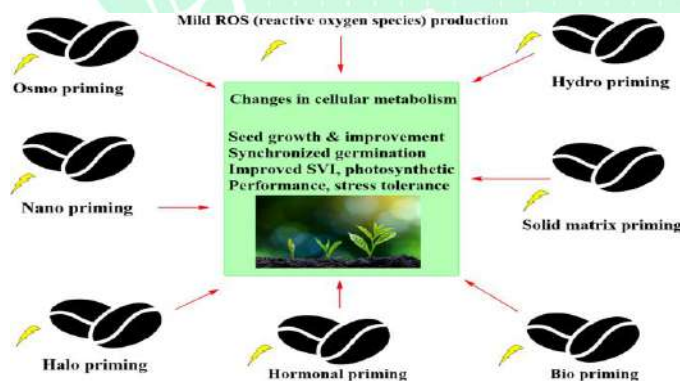 Mild ROS (reactive oxygen species) production
Osmo priming
Hydro priming
Changes in cellular metabolism
Seed growth & improvement
Synchronized germination
Improved SVI, photosynthetic
Performance, stress tolerance
Nano priming
Solid matrix priming
Halo priming
Hormonal priming
Bio priming